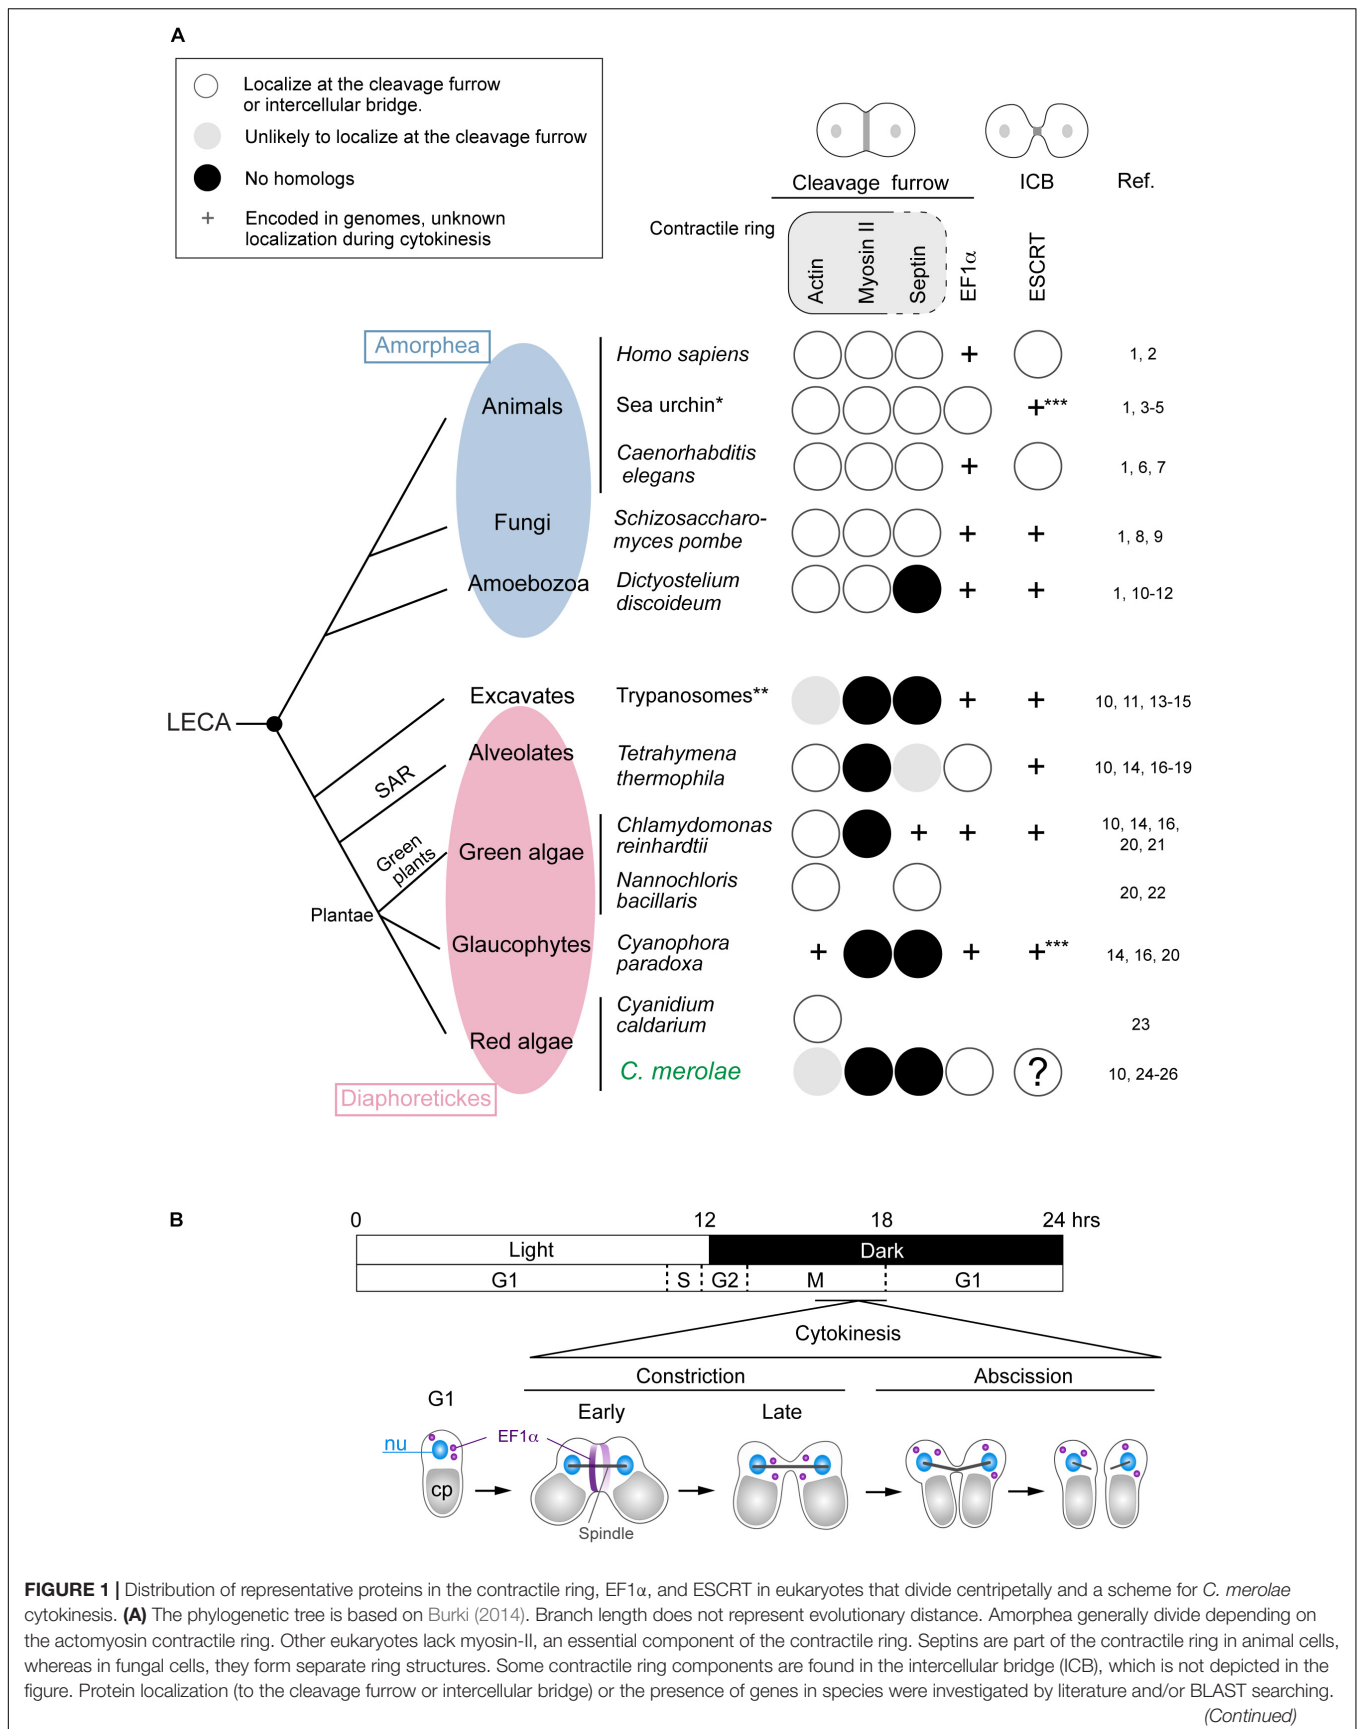 A
Localize at the cleavage furrow
or intercellular bridge.
Unlikely to localize at the cleavage furrow
No homologs
+ Encoded in genomes, unknown
localization during cytokinesis
Cleavage furrow ICB Ref.
Contractile ring
Actin Myosin II Septin EF1α ESCRT
Amorphea
Homo sapiens + 1, 2
Animals Sea urchin* +*** 1, 3-5
Caenorhabditis
elegans + 1, 6, 7
Fungi
Schizosaccharo-
myces pombe + + 1, 8, 9
Amoebozoa
Dictyostelium
discoideum + + 1, 10-12
LECA
Excavates Trypanosomes** + + 10, 11, 13-15
SAR
Alveolates
Tetrahymena
thermophila + 10, 14, 16-19
Green
plants
Green algae
Chlamydomonas
reinhardtii + + + 10, 14, 16,
20, 21
Nannochloris
bacillaris 20, 22
Plantae
Glaucophytes
Cyanophora
paradoxa + + +*** 14, 16, 20
Cyanidium
caldarium 23
Red algae
C. merolae ? 10, 24-26
Diaphoretickes
B
0 12 18 24 hrs
Light Dark
G1 S G2 M G1
Cytokinesis
Constriction Abscission
G1 Early Late
nu EF1α
cp
Spindle
FIGURE 1 | Distribution of representative proteins in the contractile ring, EF1α, and ESCRT in eukaryotes that divide centripetally and a scheme for C. merolae
cytokinesis. (A) The phylogenetic tree is based on Burki (2014). Branch length does not represent evolutionary distance. Amorphea generally divide depending on
the actomyosin contractile ring. Other eukaryotes lack myosin-II, an essential component of the contractile ring. Septins are part of the contractile ring in animal cells,
whereas in fungal cells, they form separate ring structures. Some contractile ring components are found in the intercellular bridge (ICB), which is not depicted in the
figure. Protein localization (to the cleavage furrow or intercellular bridge) or the presence of genes in species were investigated by literature and/or BLAST searching.
(Continued)